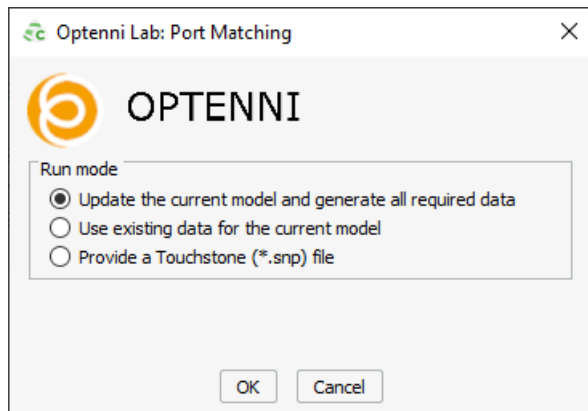 Optenni Lab: Port Matching
OPTENNI
Run mode
Update the current model and generate all required data
Use existing data for the current model
Provide a Touchstone (*.snp) file
OK Cancel